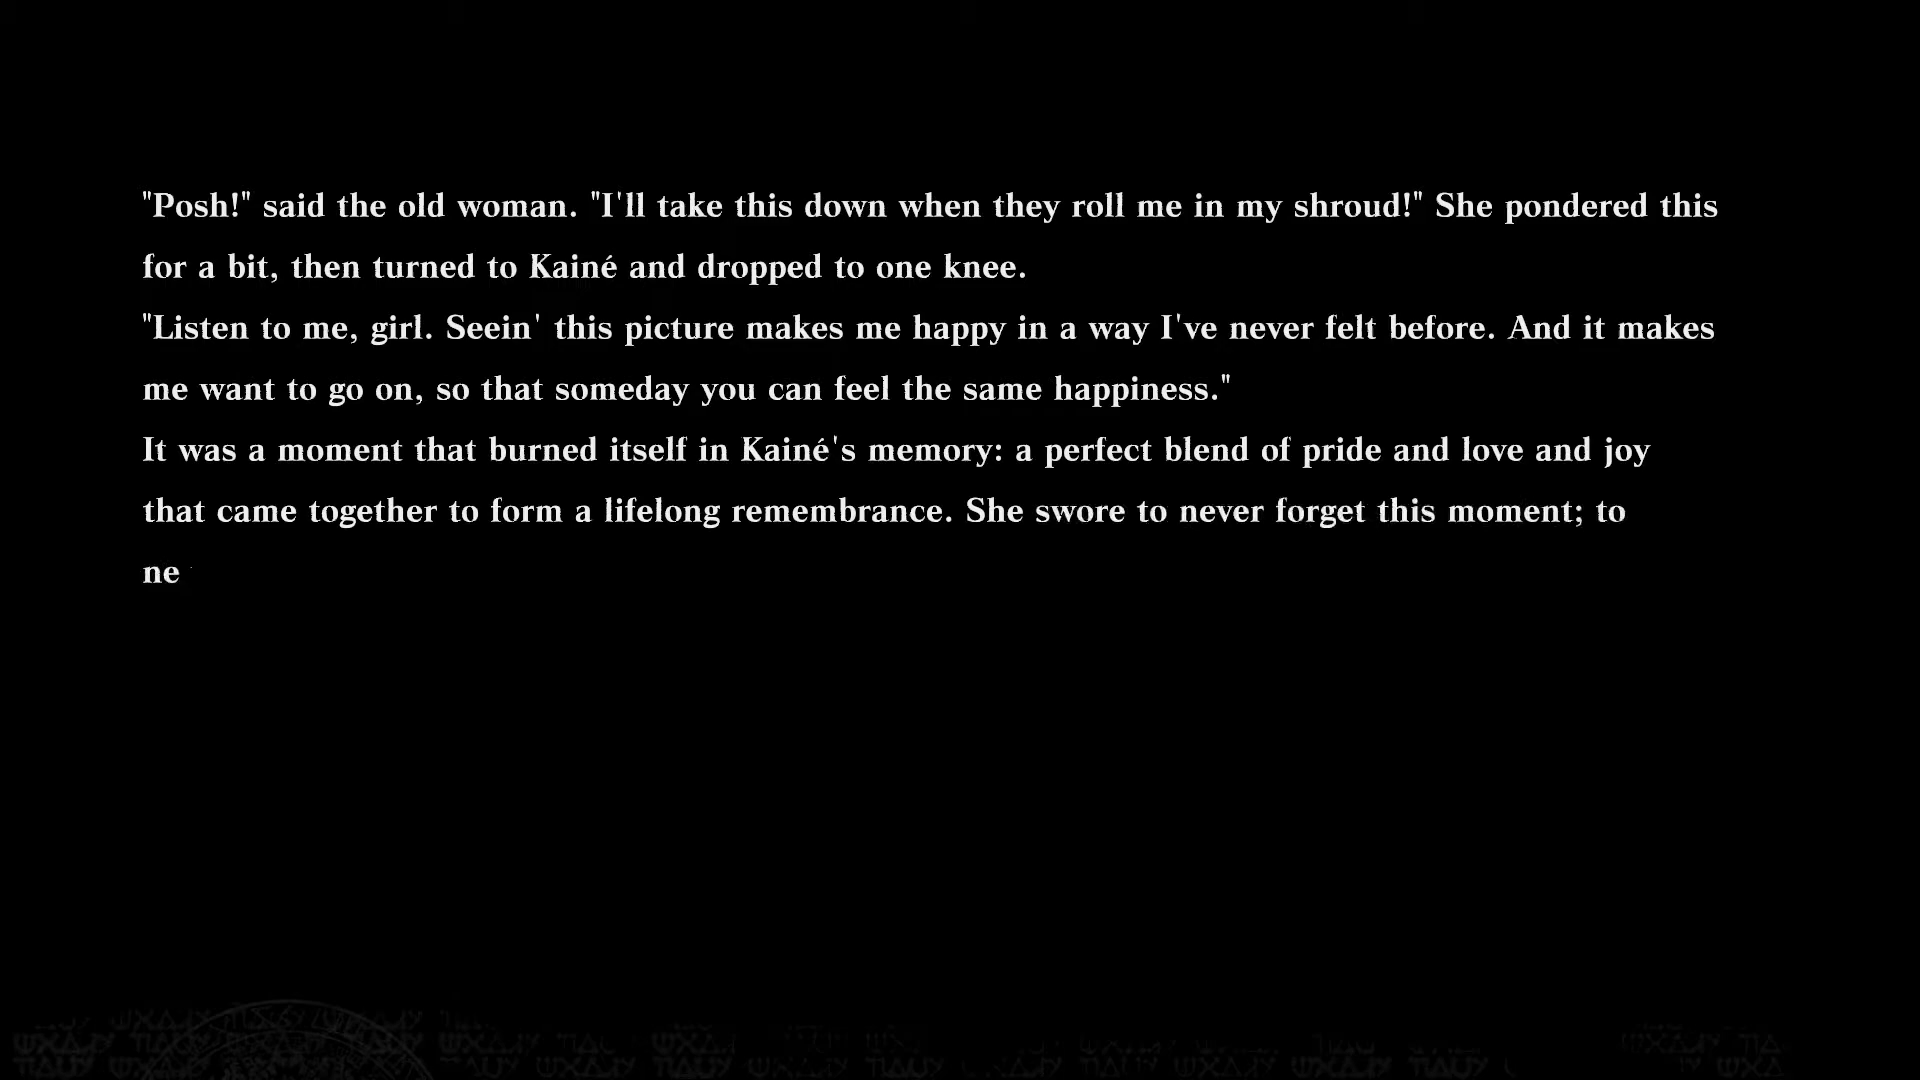 "Posh!" said the old woman. "I'll take this down when they roll me in my shroud!" She pondered this
for a bit, then turned to Kainé and dropped to one knee.
"Listen to me, girl. Seein' this picture makes me happy in a way I've never felt before. And it makes
me want to go on, so that someday you can feel the same happiness."
It was a moment that burned itself in Kainé's memory: a perfect blend of pride and love and joy
that came together to form a lifelong remembrance. She swore to never forget this moment; to
ne